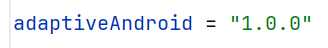 adaptiveAndroid = "1.0.0"